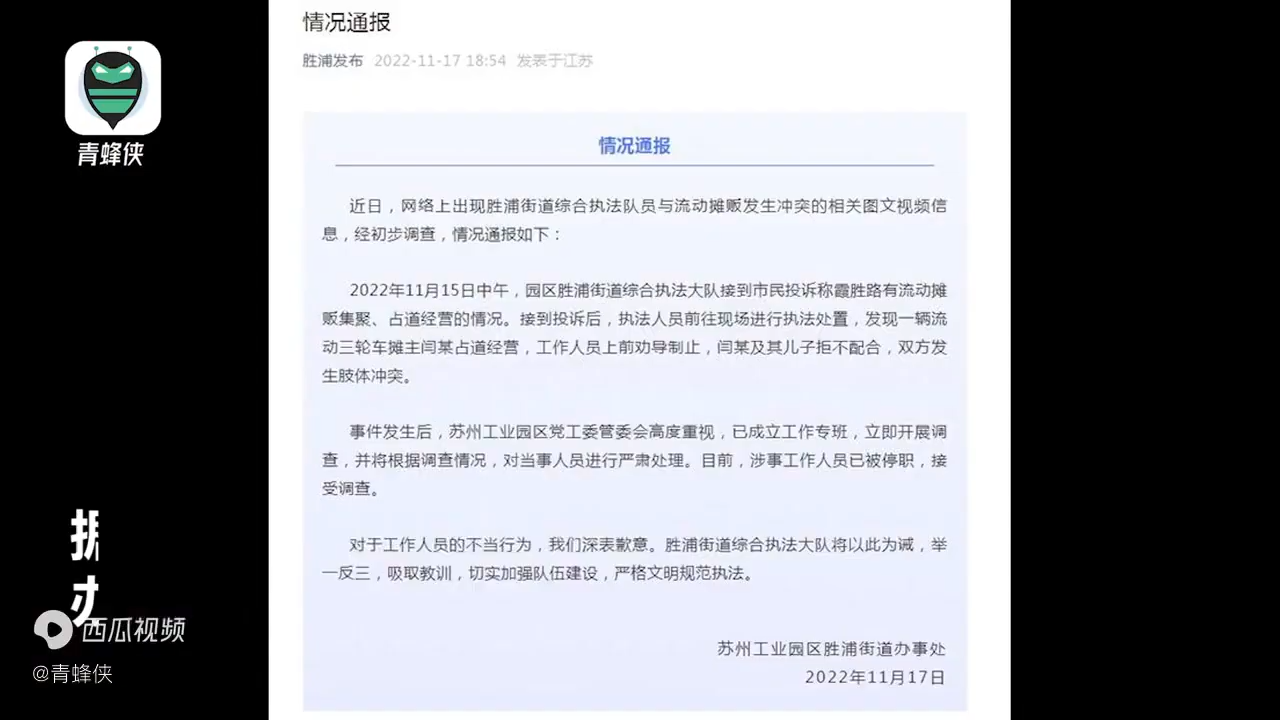 情况通报
胜浦发布 2022-11-17 18:54 发表于江苏
青蜂侠
情况通报
近日，网络上出现胜浦街道综合执法队员与流动摊贩发生冲突的相关图文视频信
息，经初步调查，情况通报如下：
2022年11月15日中午，园区胜浦街道综合执法大队接到市民投诉称霞胜路有流动摊
贩集聚、占道经营的情况。接到投诉后，执法人员前往现场进行执法处置，发现一辆流
动三轮车摊主闫某占道经营，工作人员上前劝导制止，闫某及其儿子拒不配合，双方发
生肢体冲突。
事件发生后，苏州工业园区党工委管委会高度重视，已成立工作专班，立即开展调
查，并将根据调查情况，对当事人员进行严肃处理。目前，涉事工作人员已被停职，接
受调查。
对于工作人员的不当行为，我们深表歉意。胜浦街道综合执法大队将以此为诫，举
一反三，吸取教训，切实加强队伍建设，严格文明规范执法。
苏州工业园区胜浦街道办事处
2022年11月17日
西瓜视频
@青蜂侠